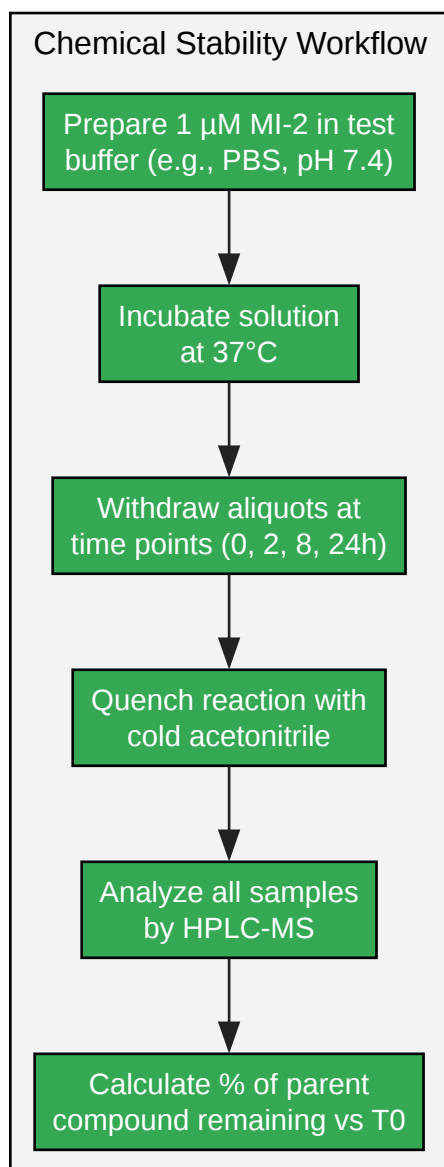 Chemical Stability Workflow
Prepare 1 µM MI-2 in test
buffer (e.g., PBS, pH 7.4)
Incubate solution
at 37°C
Withdraw aliquots at
time points (0, 2, 8, 24h)
Quench reaction with
cold acetonitrile
Analyze all samples
by HPLC-MS
Calculate % of parent
compound remaining vs T0